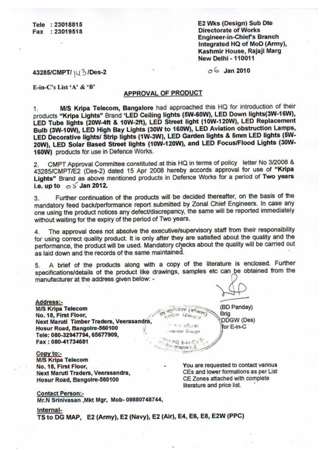 Tele : 23018815
Fax : 23019518
E2 Wks (Design) Sub Dte
Directorate of Works
Engineer-in-Chief's Branch
Integrated HQ of MoD (Army),
Kashmir House, Rajaji Marg
New Delhi - 110011
43285/CMPT/ 143 /Des-2
06 Jan 2010
E-in-C's List 'A' & 'B'
APPROVAL OF PRODUCT
1. M/S Kripa Telecom, Bangalore had approached this HQ for introduction of their
products "Kripa Lights" Brand 'LED Ceiling lights (5W-60W), LED Down lights(3W-18W),
LED Tube lights (20W-4ft & 10W-2ft), LED Street light (10W-120W), LED Replacement
Bulb (3W-10W), LED High Bay Lights (30W to 160W), LED Aviation obstruction Lamps,
LED Decorative lights/ Strip lights (1W-3W), LED Garden lights & 5mm LED lights (5W-
20W), LED Solar Based Street lights (10W-120W), and LED Focus/Flood Lights (30W-
160W) products for use in Defence Works.
2. CMPT Approval Committee constituted at this HQ in terms of policy letter No 3/2008 &
43285/CMPT/E2 (Des-2) dated 15 Apr 2008 hereby accords approval for use of "Kripa
Lights" Brand as above mentioned products in Defence Works for a period of Two years
i.e. up to 05 Jan 2012.
3. Further continuation of the products will be decided thereafter, on the basis of the
mandatory feed back/performance report submitted by Zonal Chief Engineers. In case any
one using the product notices any defect/discrepancy, the same will be reported immediately
without waiting for the expiry of the period of Two years.
4. The approval does not absolve the executive/supervisory staff from their responsibility
for using correct quality product. It is only after they are satisfied about the quality and the
performance, the product will be used. Mandatory checks about the quality will be carried out
as laid down and the records of the same maintained.
5. A brief of the products along with a copy of the literature is enclosed. Further
specifications/details of the product like drawings, samples etc can be obtained from the
manufacturer at the address given below: -
Address:-
M/S Kripa Telecom
No. 18, First Floor,
Next Maruti Timber Traders, Veerasandra,
Hosur Road, Bangolre-560100
Tele: 080-32947794, 65677909,
Fax : 080-41734681
(BD Panday)
Brig
DDGW (Des)
for E-in-C
Copy to:-
M/S Kripa Telecom
No. 18, First Floor,
Next Maruti Timber Traders, Veerasandra,
Hosur Road, Bangolre-560100
You are requested to contact various
CEs and lower formations as per List
CE Zones attached with complete
literature and price list.
Contact Person:-
Mr.N Srinivasan ,Mkt Mgr, Mob- 09880748744,
Internal-
TS to DG MAP, E2 (Army), E2 (Navy), E2 (Air), E4, E6, E8, E2W (PPC)